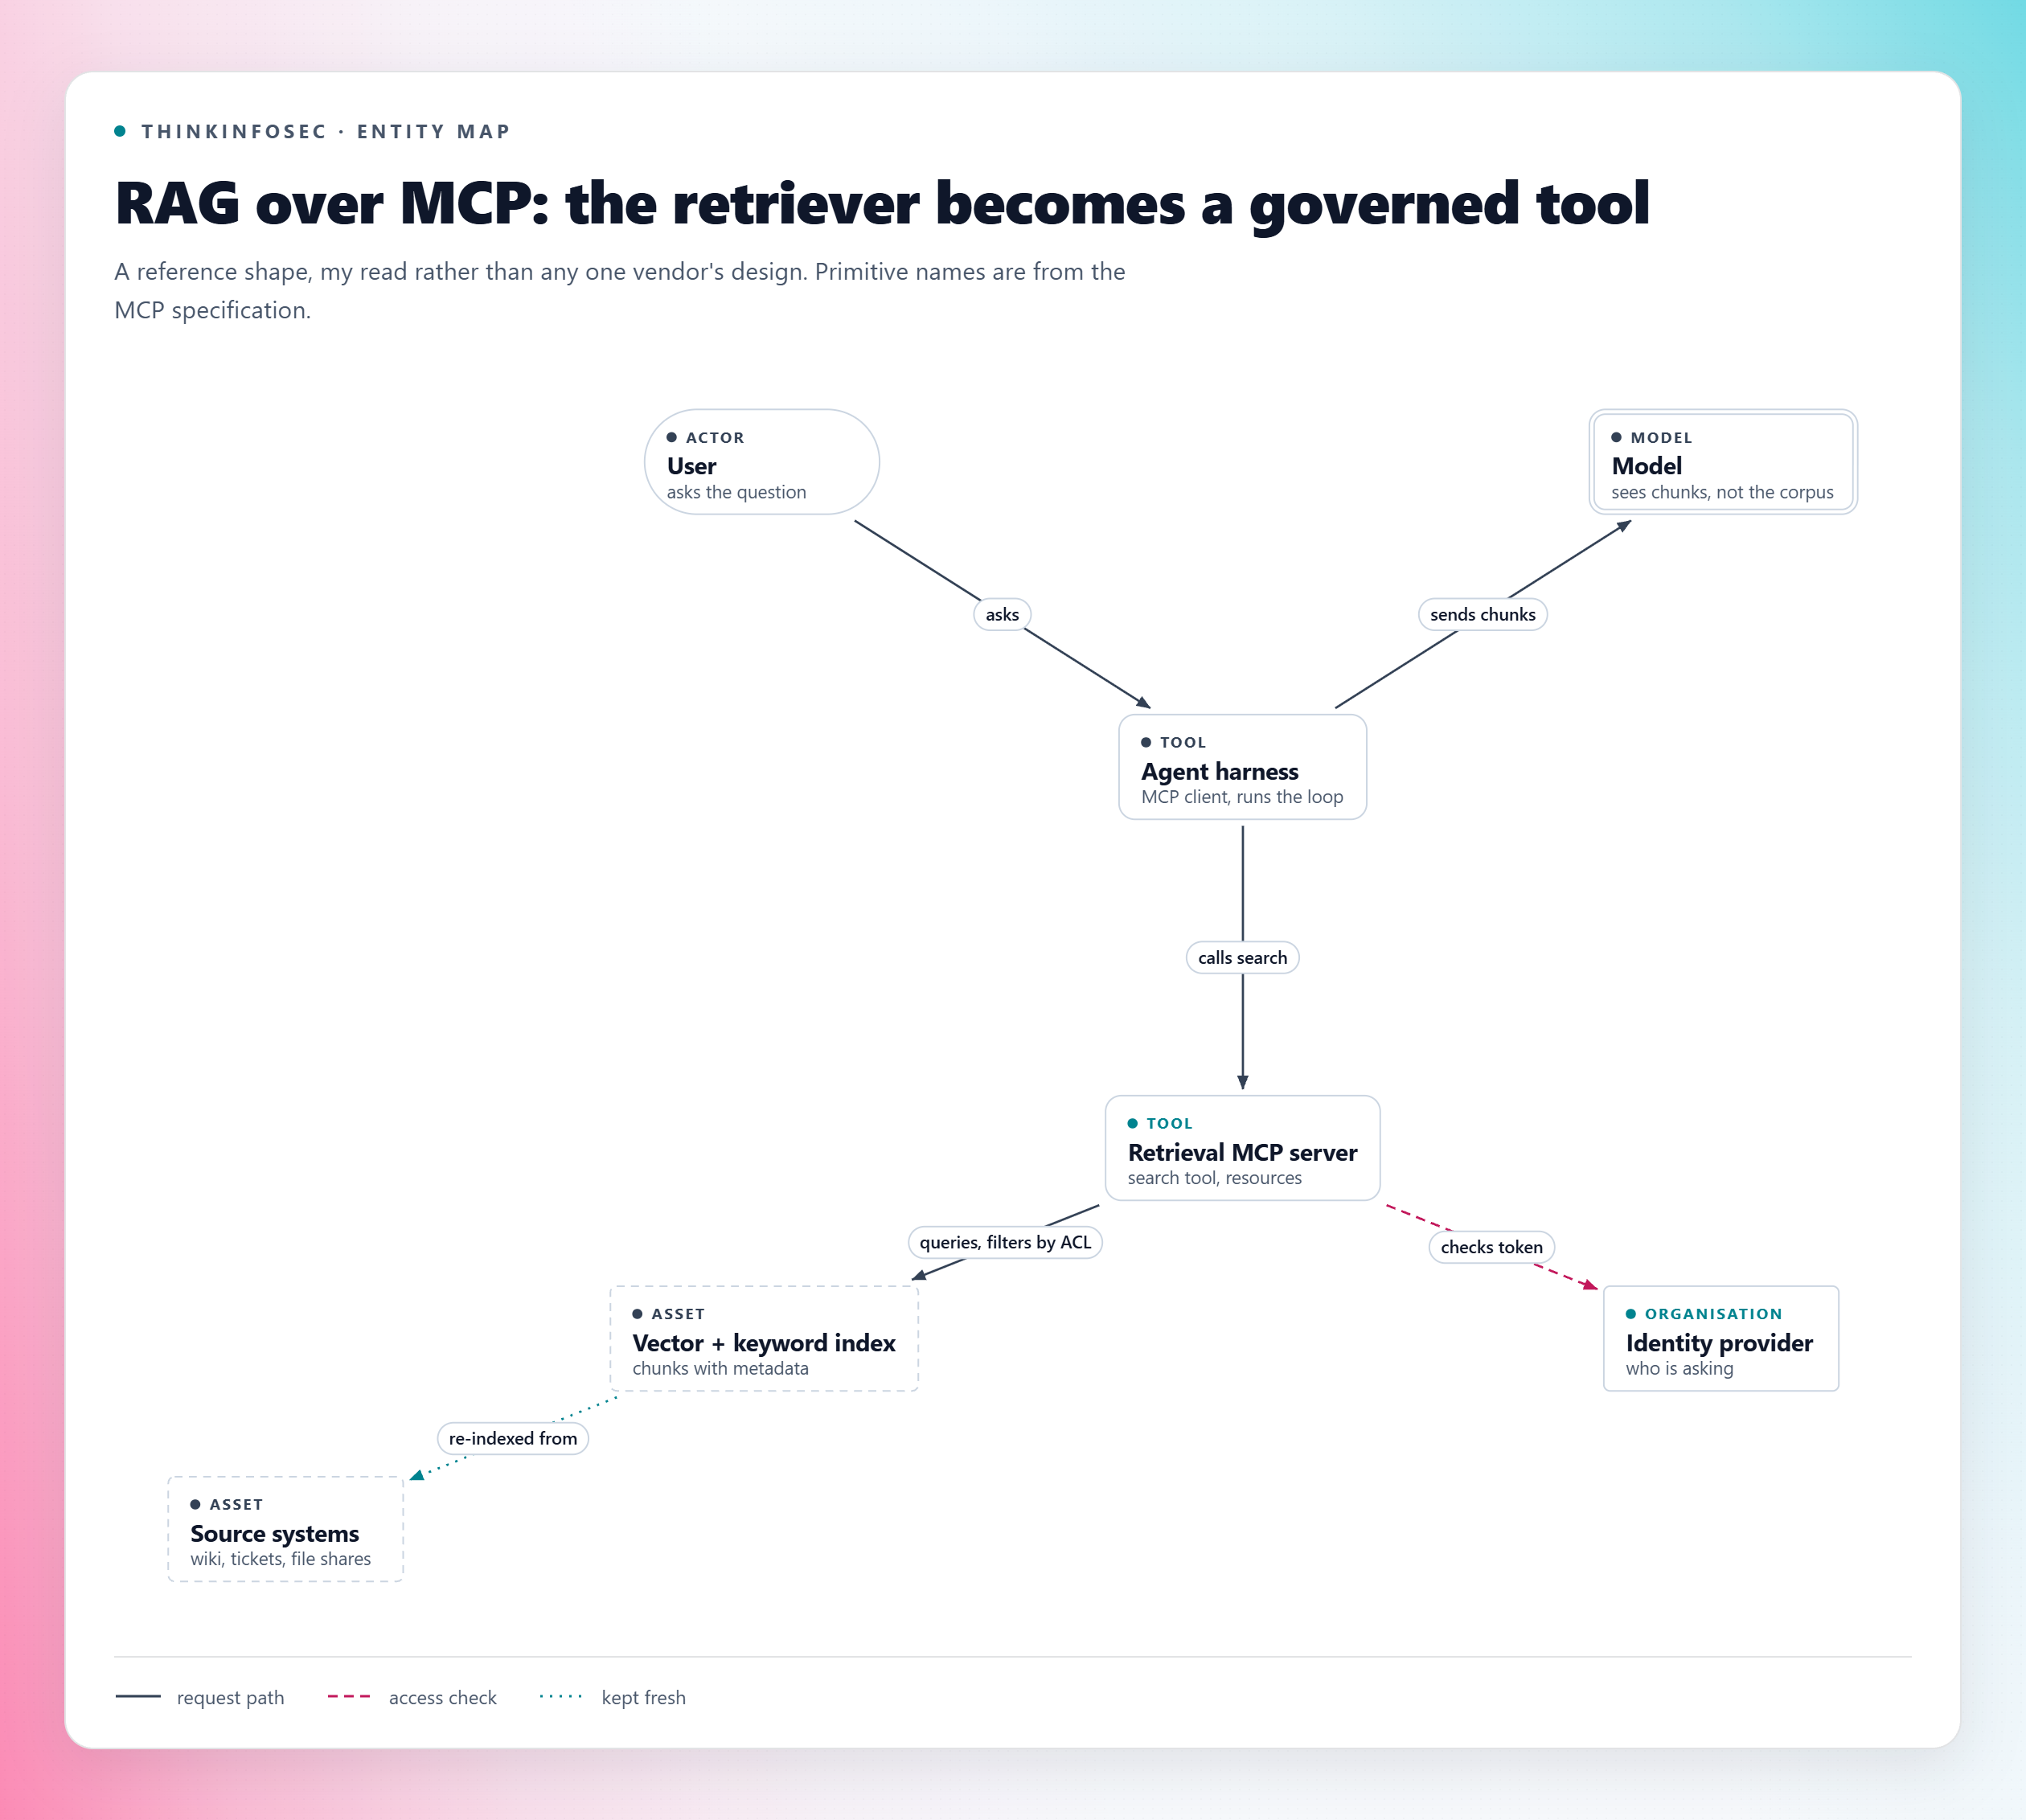 THINKINFOSEC · ENTITY MAP
RAG over MCP: the retriever becomes a governed tool
A reference shape, my read rather than any one vendor's design. Primitive names are from the
MCP specification.
ACTOR
User
asks the question
MODEL
Model
sees chunks, not the corpus
asks
sends chunks
TOOL
Agent harness
MCP client, runs the loop
calls search
TOOL
Retrieval MCP server
search tool, resources
queries, filters by ACL
checks token
ASSET
Vector + keyword index
chunks with metadata
ORGANISATION
Identity provider
who is asking
re-indexed from
ASSET
Source systems
wiki, tickets, file shares
request path
access check
kept fresh